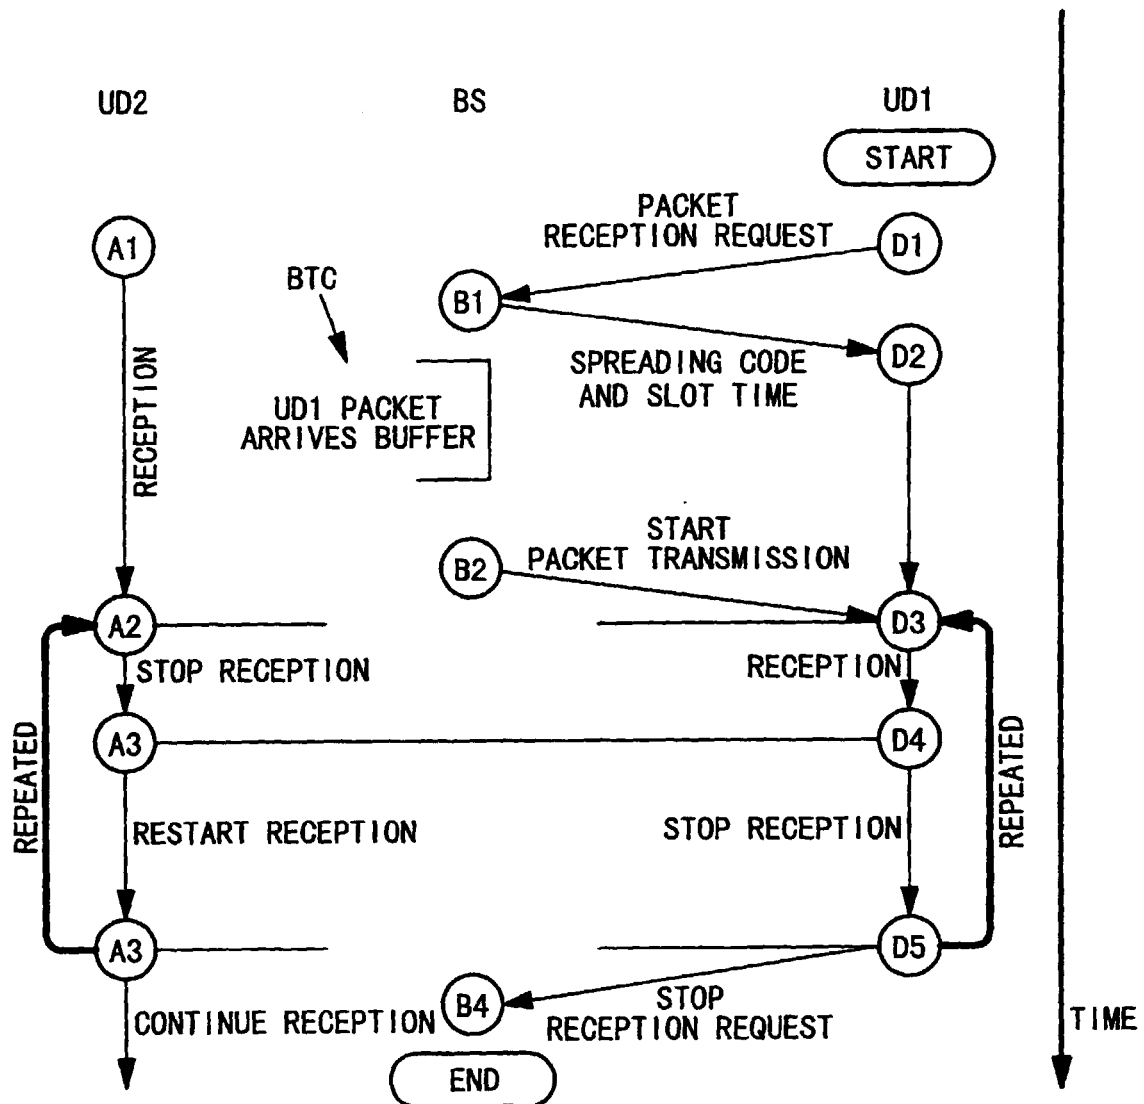 UD2
BS
UD1
START
PACKET
RECEPTION REQUEST
A1
D1
BTC
B1
D2
SPREADING CODE
AND SLOT TIME
RECEPTION
UD1 PACKET
ARRIVES BUFFER
START
PACKET TRANSMISSION
B2
A2
D3
STOP RECEPTION
RECEPTION
A3
D4
REPEATED
REPEATED
RESTART RECEPTION
STOP RECEPTION
A3
D5
B4
CONTINUE RECEPTION
STOP
RECEPTION REQUEST
TIME
END